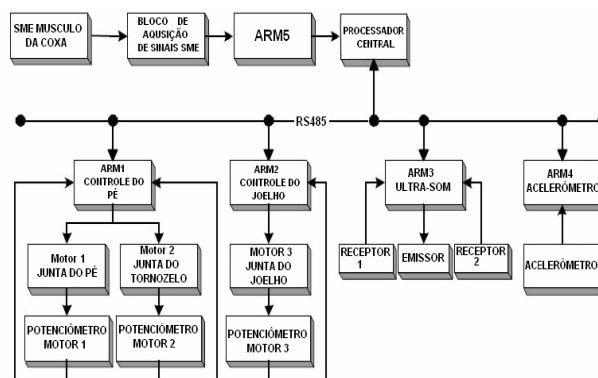 SME MUSCULO
DA COXA
BLOCO DE
AQUSIÇÃO
DE SINAIS SME
ARM5
PROCESSADOR
CENTRAL
RS485
ARM1
CONTROLE DO
PÉ
ARM2
CONTROLE DO
JOELHO
ARM3
ULTRA-SOM
ARM4
ACELERÔMETRO
Motor 1
JUNTA DO PÉ
Motor 2
JUNTA DO
TORNOZELO
MOTOR 3
JUNTA DO
JOELHO
RECEPTOR
1
EMISSOR
RECEPTOR
2
ACELERÔMETRO
POTENCIÔMETRO
MOTOR 1
POTENCIÔMETRO
MOTOR 2
POTENCIÔMETRO
MOTOR 3